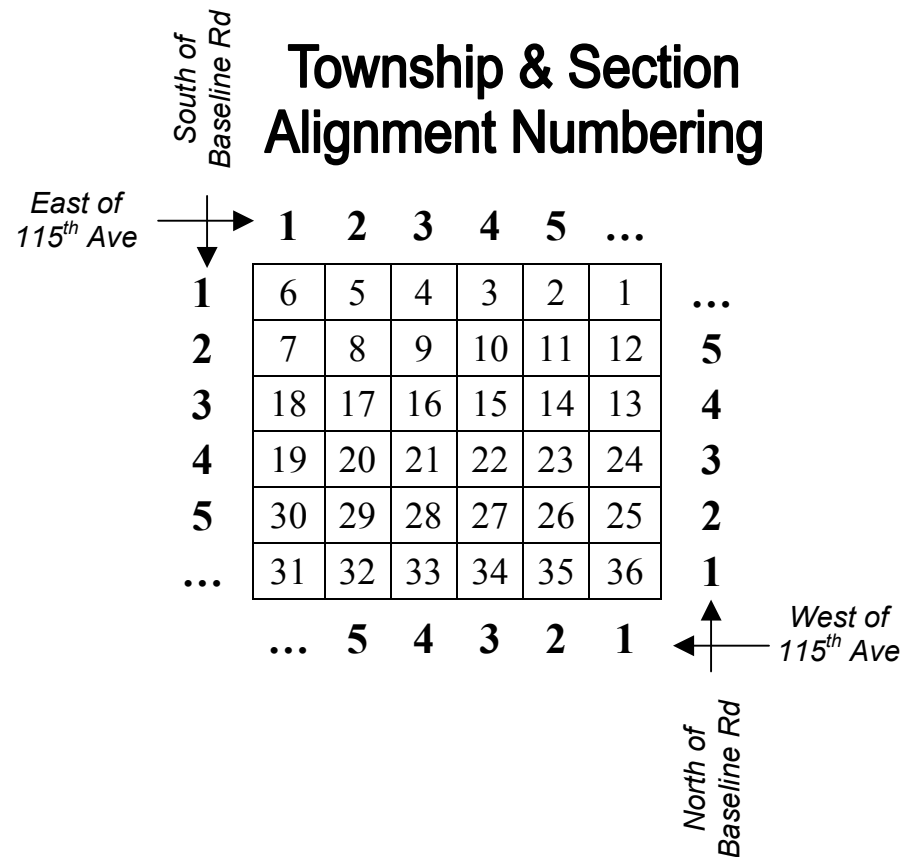 South of
Baseline Rd
Township & Section
Alignment Numbering
East of
115th Ave
1 2 3 4 5 ...
1 6 5 4 3 2 1 ...
2 7 8 9 10 11 12 5
3 18 17 16 15 14 13 4
4 19 20 21 22 23 24 3
5 30 29 28 27 26 25 2
... 31 32 33 34 35 36 1
... 5 4 3 2 1
West of
115th Ave
North of
Baseline Rd